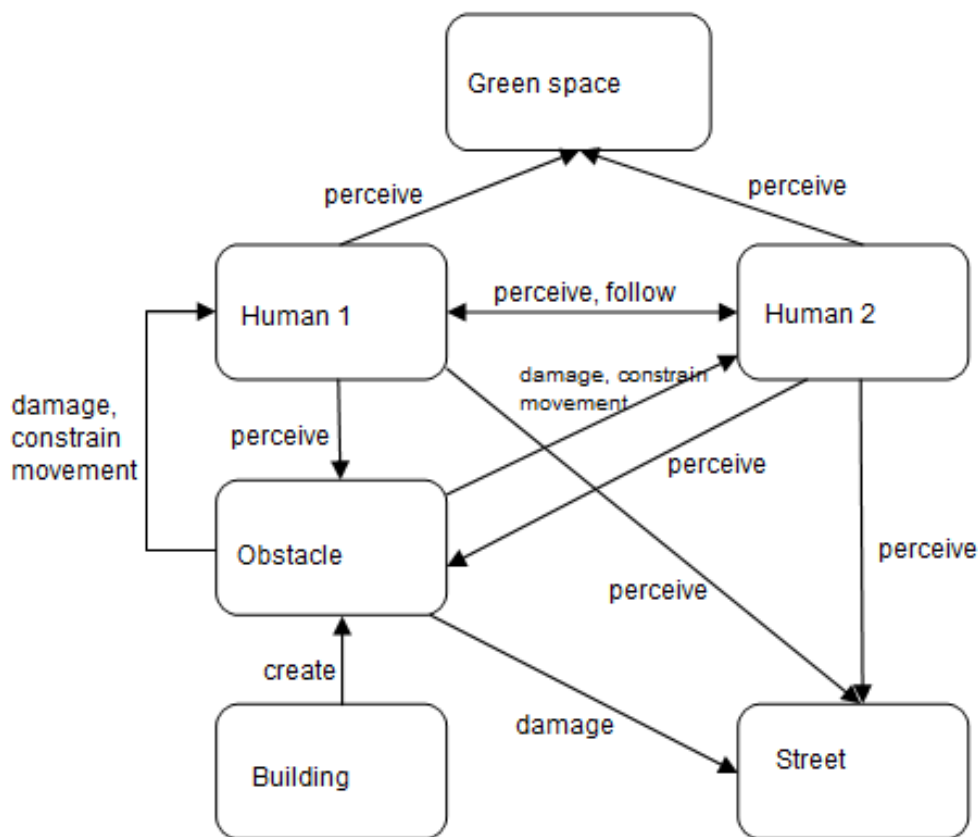 Green space
perceive
perceive
Human 1
perceive, follow
Human 2
damage, constrain
movement
damage,
constrain
movement
perceive
perceive
Obstacle
perceive
perceive
create
damage
Building
Street